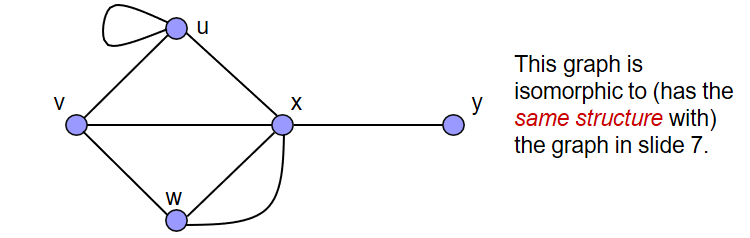 u
v
x
y
w
This graph is
isomorphic to (has the
same structure with)
the graph in slide 7.